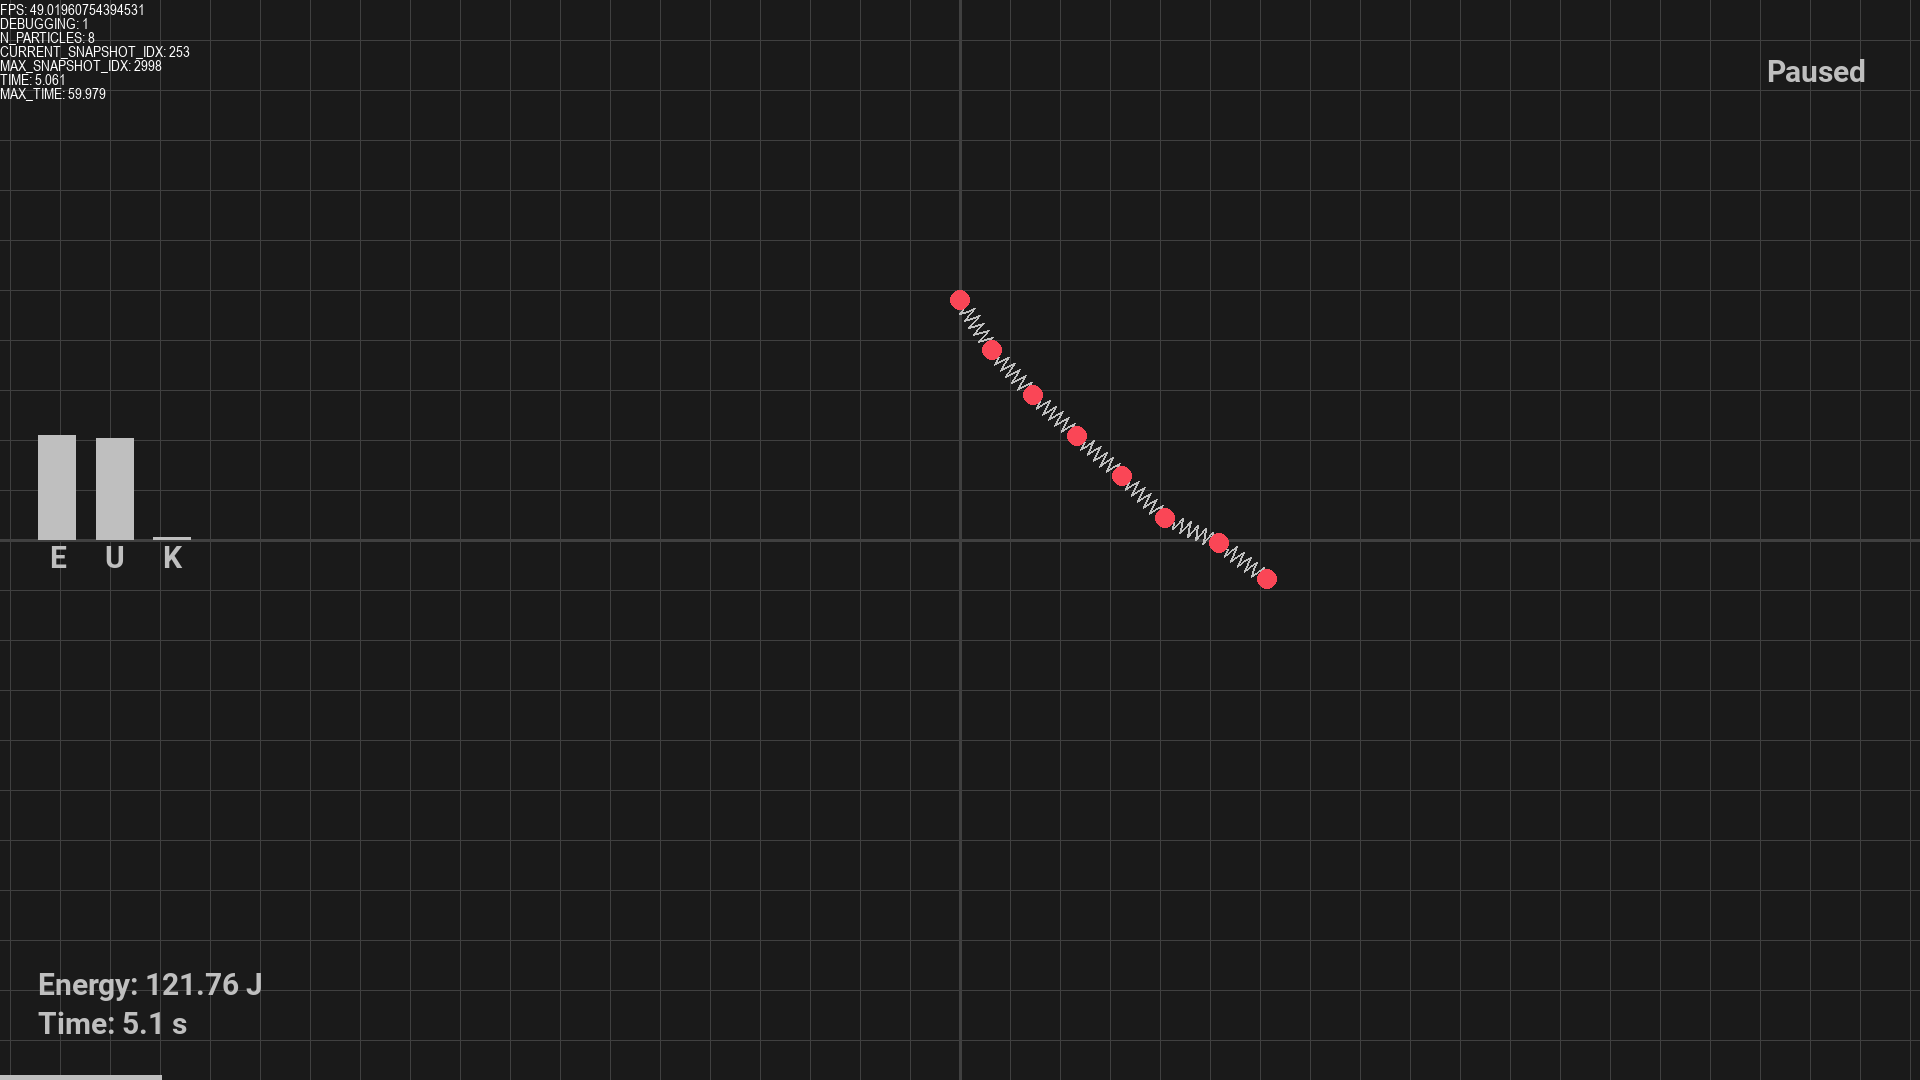 FPS: 49.01960754394531
DEBUGGING: 1
N_PARTICLES: 8
CURRENT_SNAPSHOT_IDX: 253
MAX_SNAPSHOT_IDX: 2998
TIME: 5.061
MAX_TIME: 59.979
Paused
E U K
Energy: 121.76 J
Time: 5.1 s